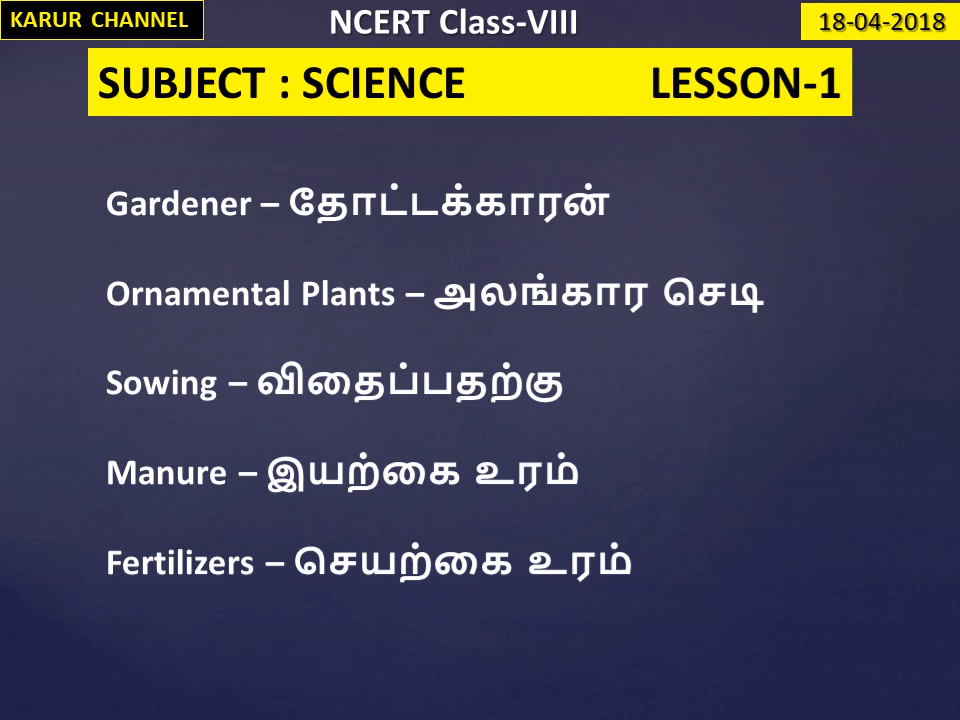 KARUR CHANNEL
NCERT Class-VIII
18-04-2018
SUBJECT : SCIENCE LESSON-1
Gardener – தோட்டக்காரன்
Ornamental Plants – அலங்கார செடி
Sowing – விதைப்பதற்கு
Manure – இயற்கை உரம்
Fertilizers – செயற்கை உரம்